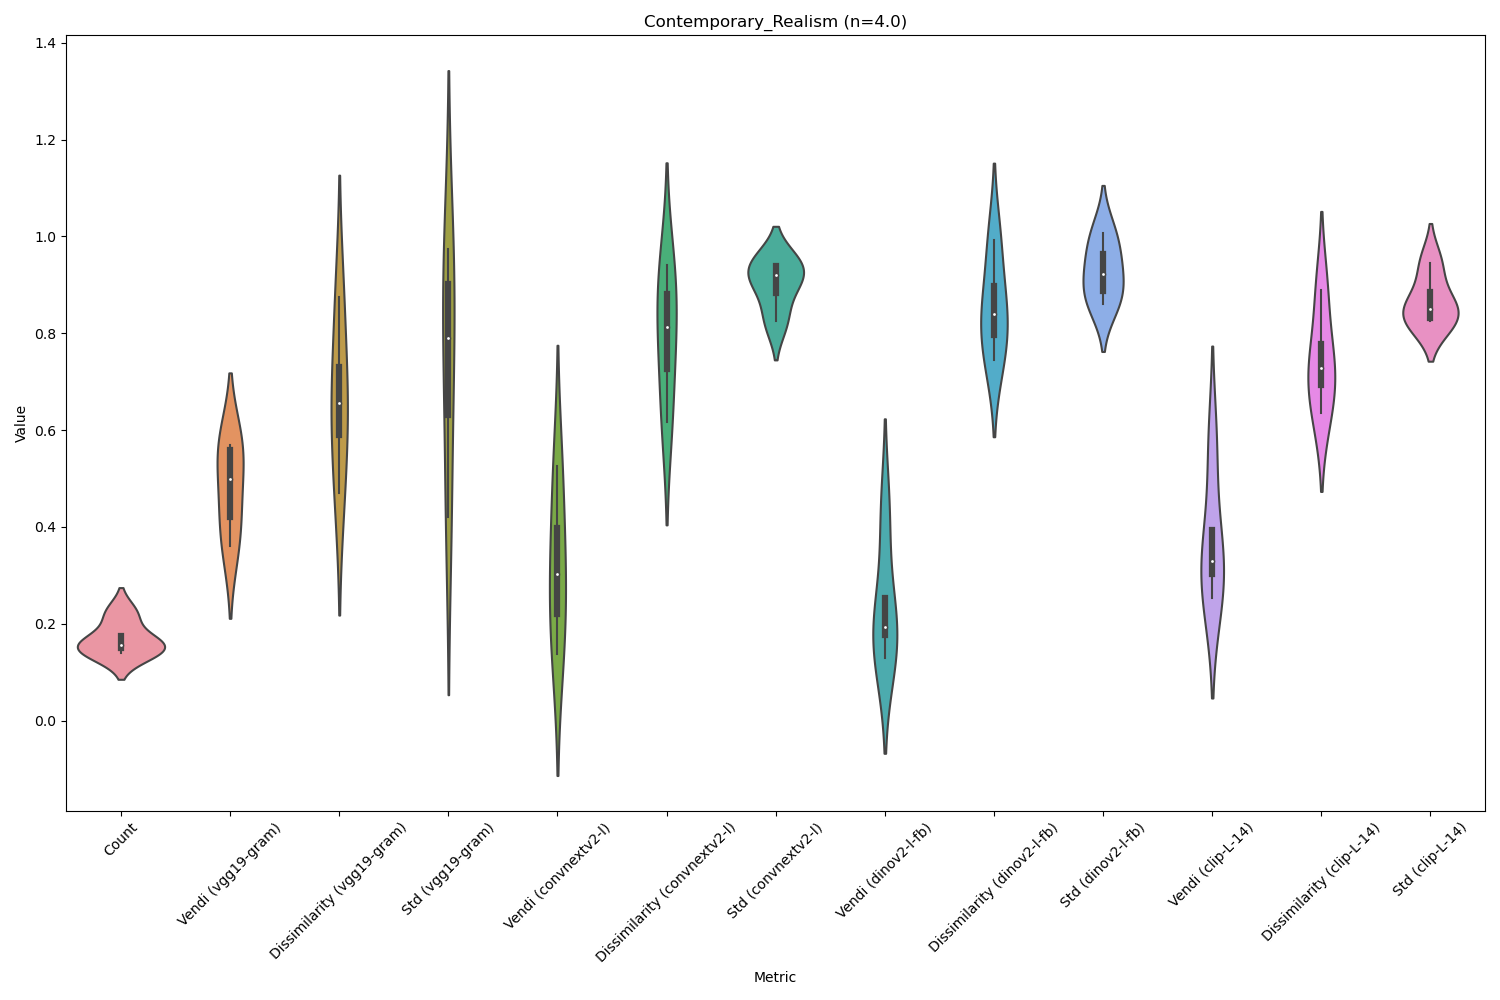 Contemporary_Realism (n=4.0)
Value
1.4
1.2
1.0
0.8
0.6
0.4
0.2
0.0
Count
Vendi (vgg19-gram)
Dissimilarity (vgg19-gram)
Std (vgg19-gram)
Vendi (convnextv2-l)
Dissimilarity (convnextv2-l)
Std (convnextv2-l)
Vendi (dinov2-l-fb)
Dissimilarity (dinov2-l-fb)
Std (dinov2-l-fb)
Vendi (clip-L-14)
Dissimilarity (clip-L-14)
Std (clip-L-14)
Metric